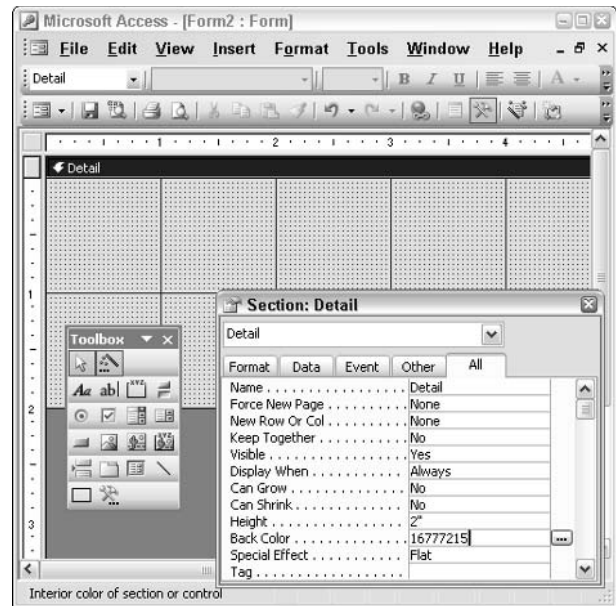 Microsoft Access - [Form2 : Form]
File Edit View Insert Format Tools Window Help
Detail B I U A
1 2 3 4
Detail
1
2
3
Toolbox
Aa ab| XYZ
Section: Detail
Detail
Format Data Event Other All
Name . . . . . . . . . . . . . . . . . . . Detail
Force New Page . . . . . . . . . . None
New Row Or Col . . . . . . . . . . None
Keep Together . . . . . . . . . . . . No
Visible . . . . . . . . . . . . . . . . . . . Yes
Display When . . . . . . . . . . . . . Always
Can Grow . . . . . . . . . . . . . . . . No
Can Shrink . . . . . . . . . . . . . . . . No
Height . . . . . . . . . . . . . . . . . . . 2"
Back Color . . . . . . . . . . . . . . . . 16777215 ...
Special Effect . . . . . . . . . . . . . Flat
Tag . . . . . . . . . . . . . . . . . . . . .
Interior color of section or control